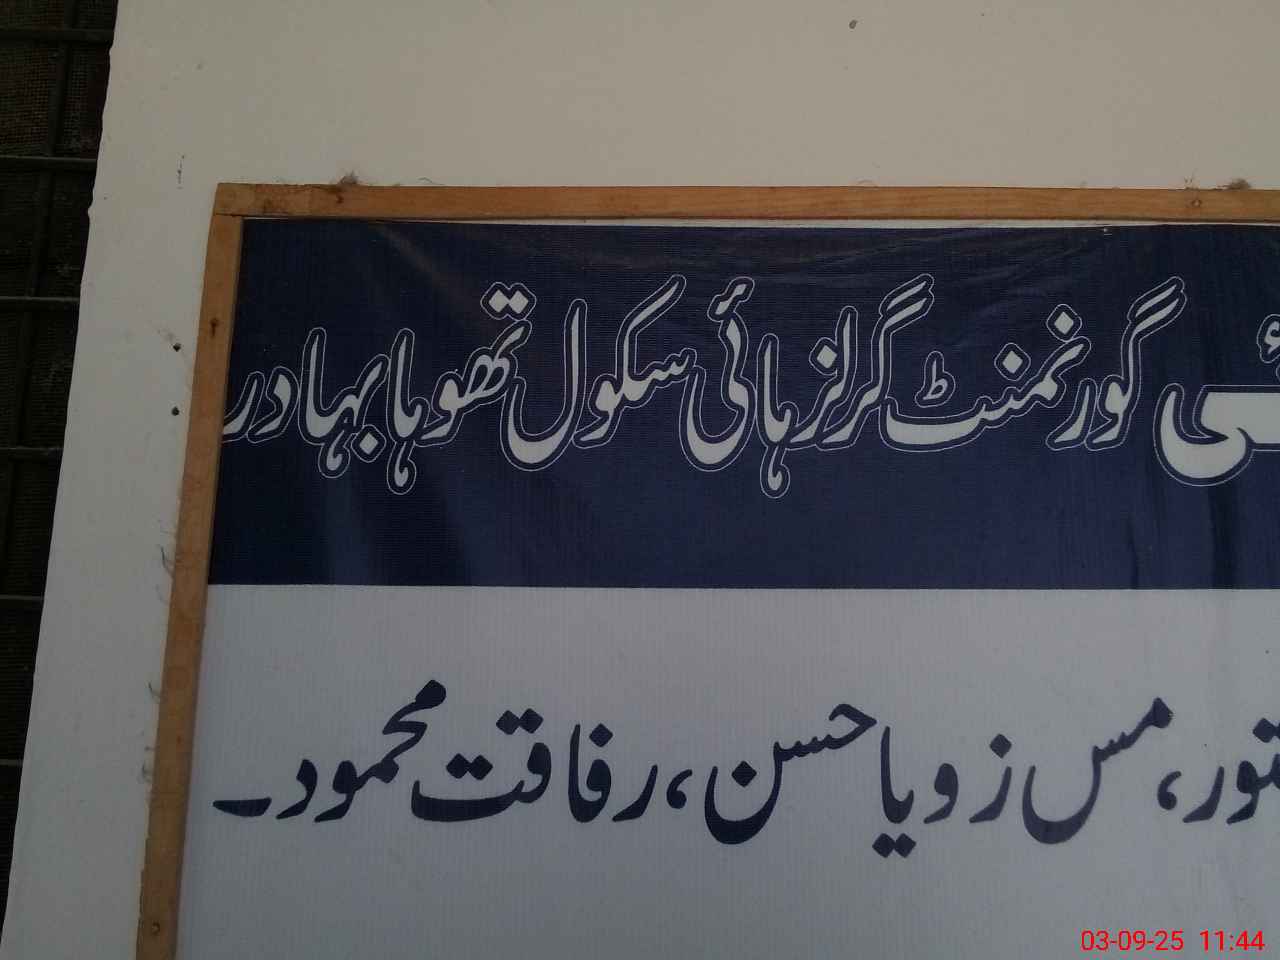 گورنمنٹ گرلز ہائی سکول تھوہا بہادر
، مس زویا حسن، رفاقت محمود۔
03-09-25 11:44